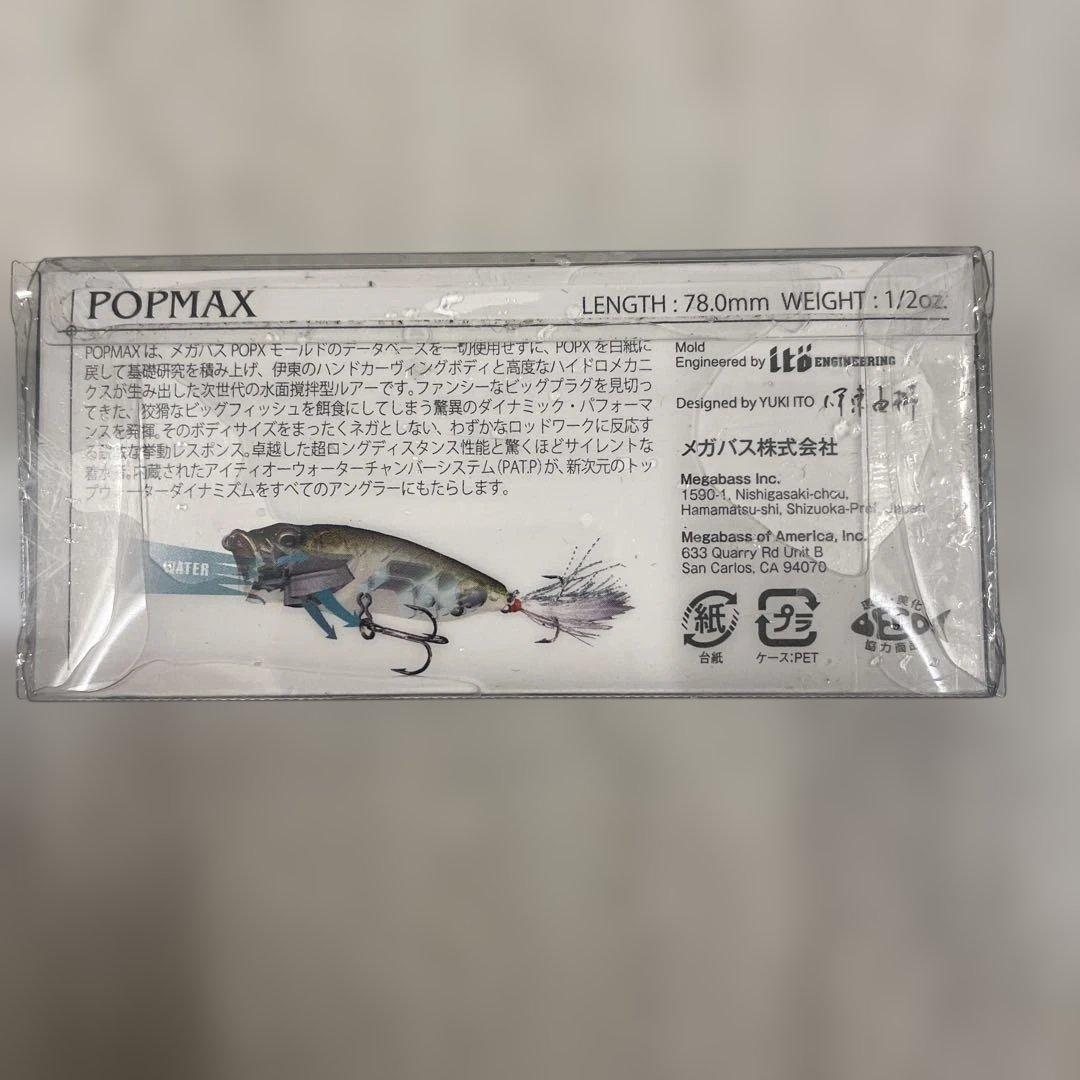 POPMAX
LENGTH : 78.0mm WEIGHT : 1/2oz.
POPMAXは、メガバスPOPXモールドのデータベースを一切使用せずに、POPXを白紙に
戻して基礎研究を積み上げ、伊東のハンドカーヴィングボディと高度なハイドロメカニ
クスが生み出した次世代の水面撹拌型ルアーです。ファンシーなビッグプラグを見切っ
てきた、狡猾なビッグフィッシュを餌食にしてしまう驚異のダイナミック・パフォーマ
ンスを発揮。そのボディサイズをまったくネガとしない、わずかなロッドワークに反応す
る な挙動レスポンス。卓越した超ロングディスタンス性能と驚くほどサイレントな
着水音。内蔵されたアイティオーウォーターチャンバーシステム(PAT.P)が、新次元のトッ
プウォーターダイナミズムをすべてのアングラーにもたらします。
WATER
Mold
Engineered by itö ENGINEERING
Designed by YUKI ITO
メガバス株式会社
Megabass Inc.
1590-1, Nishigasaki-chou,
Hamamatsu-shi, Shizuoka-Pref, Japan
Megabass of America, Inc.
633 Quarry Rd Unit B
San Carlos, CA 94070
紙
台紙
プラ
ケース:PET
美化
協力商品